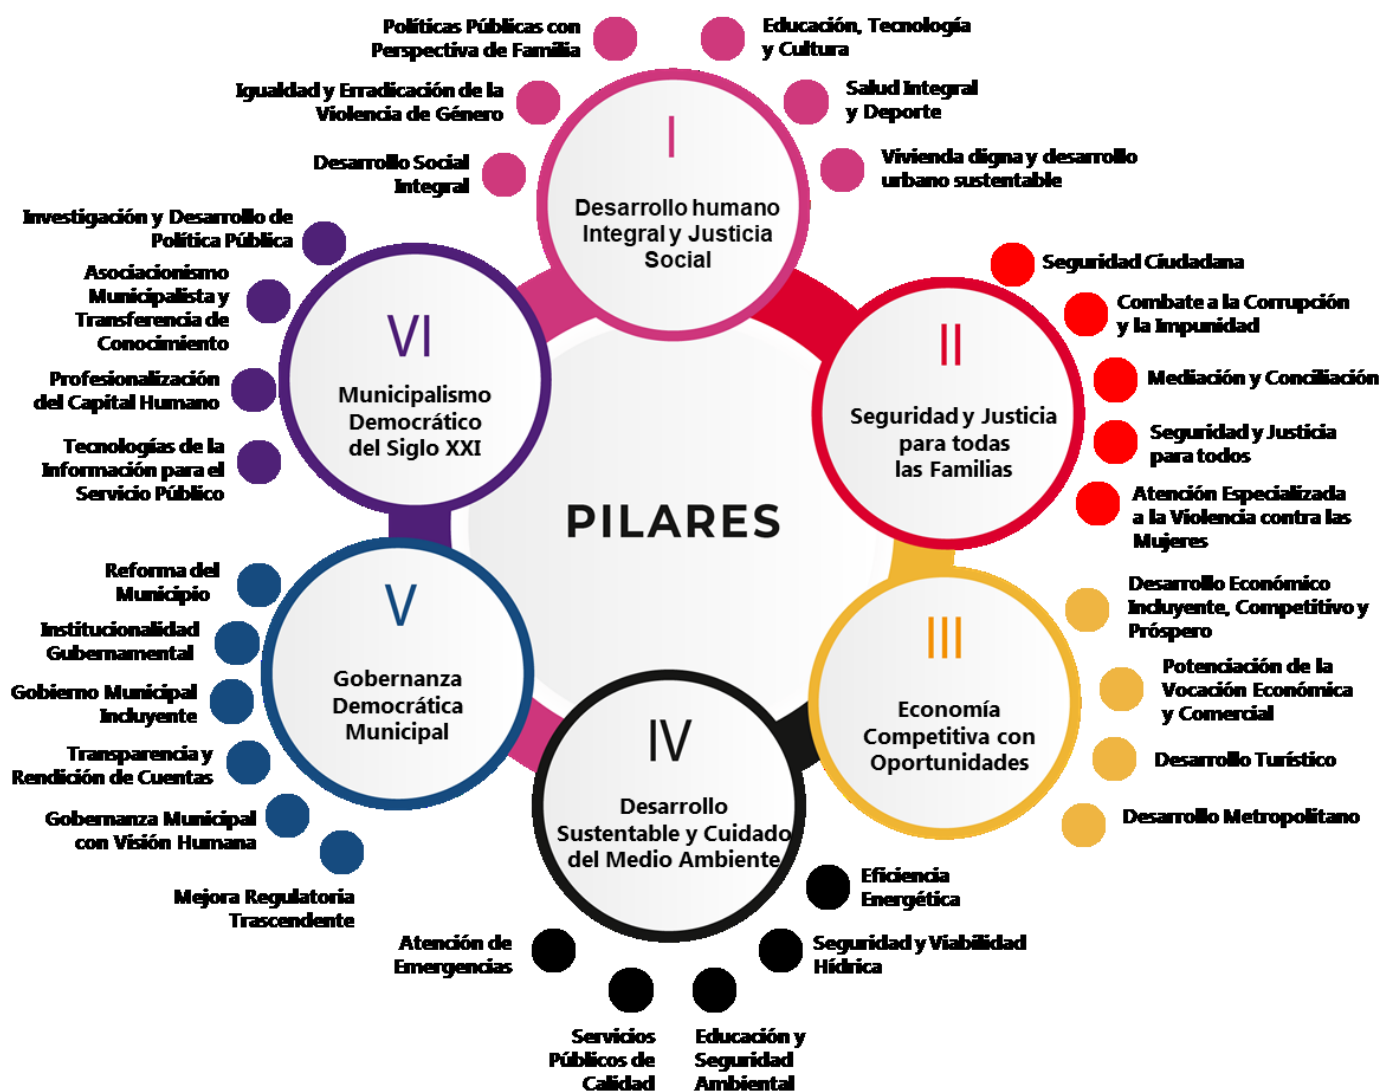 Políticas Públicas con
Perspectiva de Familia
Igualdad y Erradicación de la
Violencia de Género
Desarrollo Social
Integral
Educación, Tecnología
y Cultura
Salud Integral
y Deporte
Vivienda digna y desarrollo
urbano sustentable
I
Desarrollo humano
Integral y Justicia
Social
Seguridad Ciudadana
Combate a la Corrupción
y la Impunidad
Mediación y Conciliación
Seguridad y Justicia
para todos
Atención Especializada
a la Violencia contra las
Mujeres
II
Seguridad y Justicia
para todas
las Familias
Desarrollo Económico
Incluyente, Competitivo y
Próspero
Potenciación de la
Vocación Económica
y Comercial
Desarrollo Turístico
Desarrollo Metropolitano
III
Economía
Competitiva con
Oportunidades
IV
Desarrollo
Sustentable y Cuidado
del Medio Ambiente
Eficiencia
Energética
Seguridad y Viabilidad
Hídrica
Educación y
Seguridad
Ambiental
Servicios
Públicos de
Calidad
Atención de
Emergencias
V
Gobernanza
Democrática
Municipal
Reforma del
Municipio
Institucionalidad
Gubernamental
Gobierno Municipal
Incluyente
Transparencia y
Rendición de Cuentas
Gobernanza Municipal
con Visión Humana
Mejora Regulatoria
Trascendente
VI
Municipalismo
Democrático
del Siglo XXI
Investigación y Desarrollo de
Política Pública
Asociacionismo
Municipalista y
Transferencia de
Conocimiento
Profesionalización
del Capital Humano
Tecnologías de la
Información para el
Servicio Público
PILARES